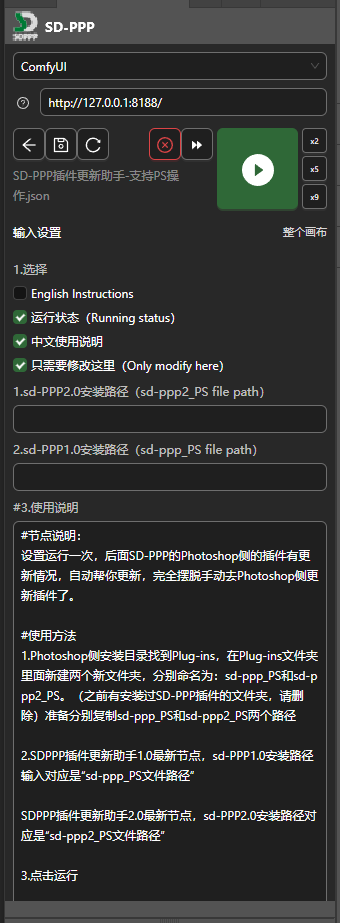 SDPPP
SD-PPP
ComfyUI
http://127.0.0.1:8188/
x2
x5
x9
SD-PPP插件更新助手-支持PS操
作.json
输入设置
整个画布
1.选择
English Instructions
运行状态（Running status）
中文使用说明
只需要修改这里（Only modify here）
1.sd-PPP2.0安装路径（sd-ppp2_PS file path）
2.sd-PPP1.0安装路径（sd-ppp_PS file path）
#3.使用说明
#节点说明：
设置运行一次，后面SD-PPP的Photoshop侧的插件有更
新情况，自动帮你更新，完全摆脱手动去Photoshop侧更
新插件了。
#使用方法
1.Photoshop侧安装目录找到Plug-ins，在Plug-ins文件夹
里面新建两个新文件夹，分别命名为：sd-ppp_PS和sd-p
pp2_PS。（之前有安装过SD-PPP插件的文件夹，请删
除）准备分别复制sd-ppp_PS和sd-ppp2_PS两个路径
2.SDPPP插件更新助手1.0最新节点，sd-PPP1.0安装路径
输入对应是“sd-ppp_PS文件路径”
SDPPP插件更新助手2.0最新节点，sd-PPP2.0安装路径对
应是“sd-ppp2_PS文件路径”
3.点击运行